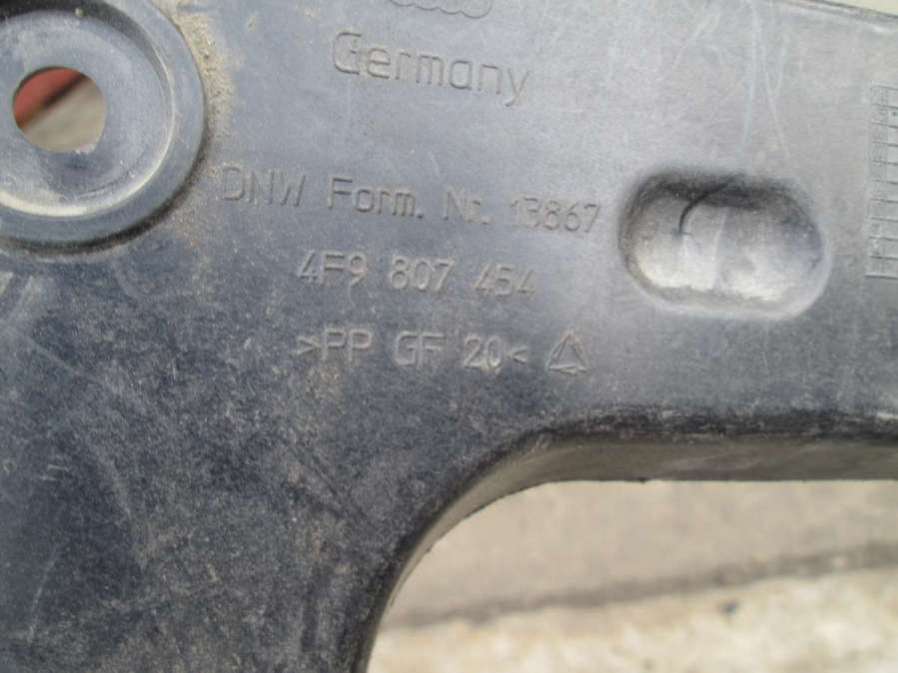 Germany
DNW Form. Nr. 13867
4F9 807 454
>PP GF 20<